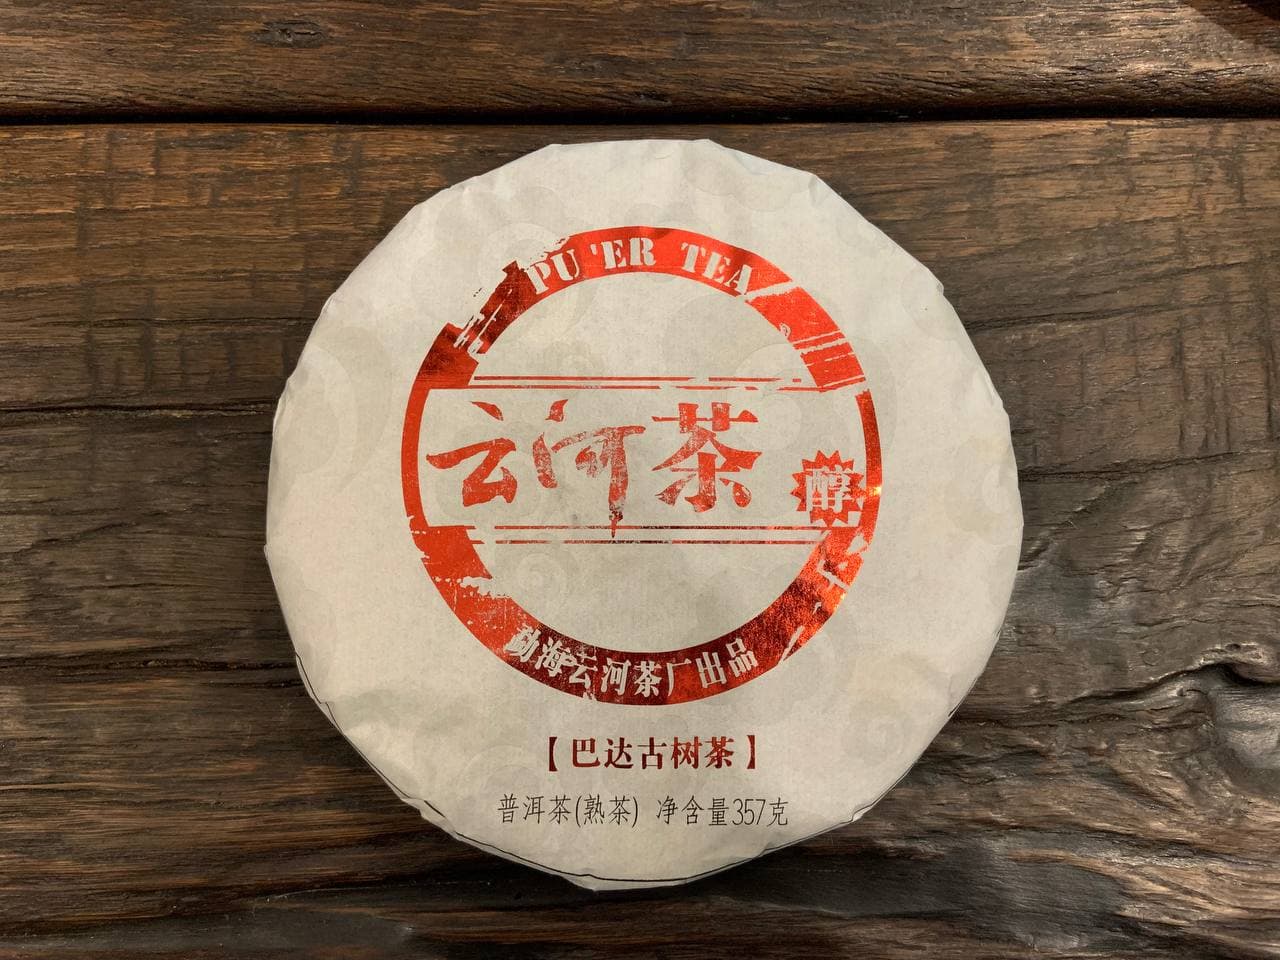 PU 'ER TEA
云河茶
醇
勐海云河茶厂出品
【巴达古树茶】
普洱茶(熟茶) 净含量357克